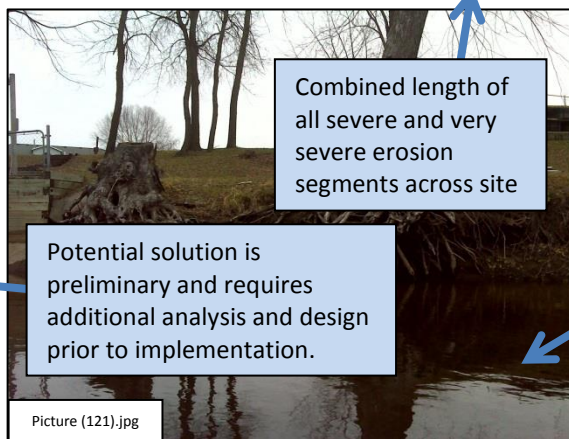 Combined length of
all severe and very
severe erosion
segments across site
Potential solution is
preliminary and requires
additional analysis and design
prior to implementation.
Picture (121).jpg